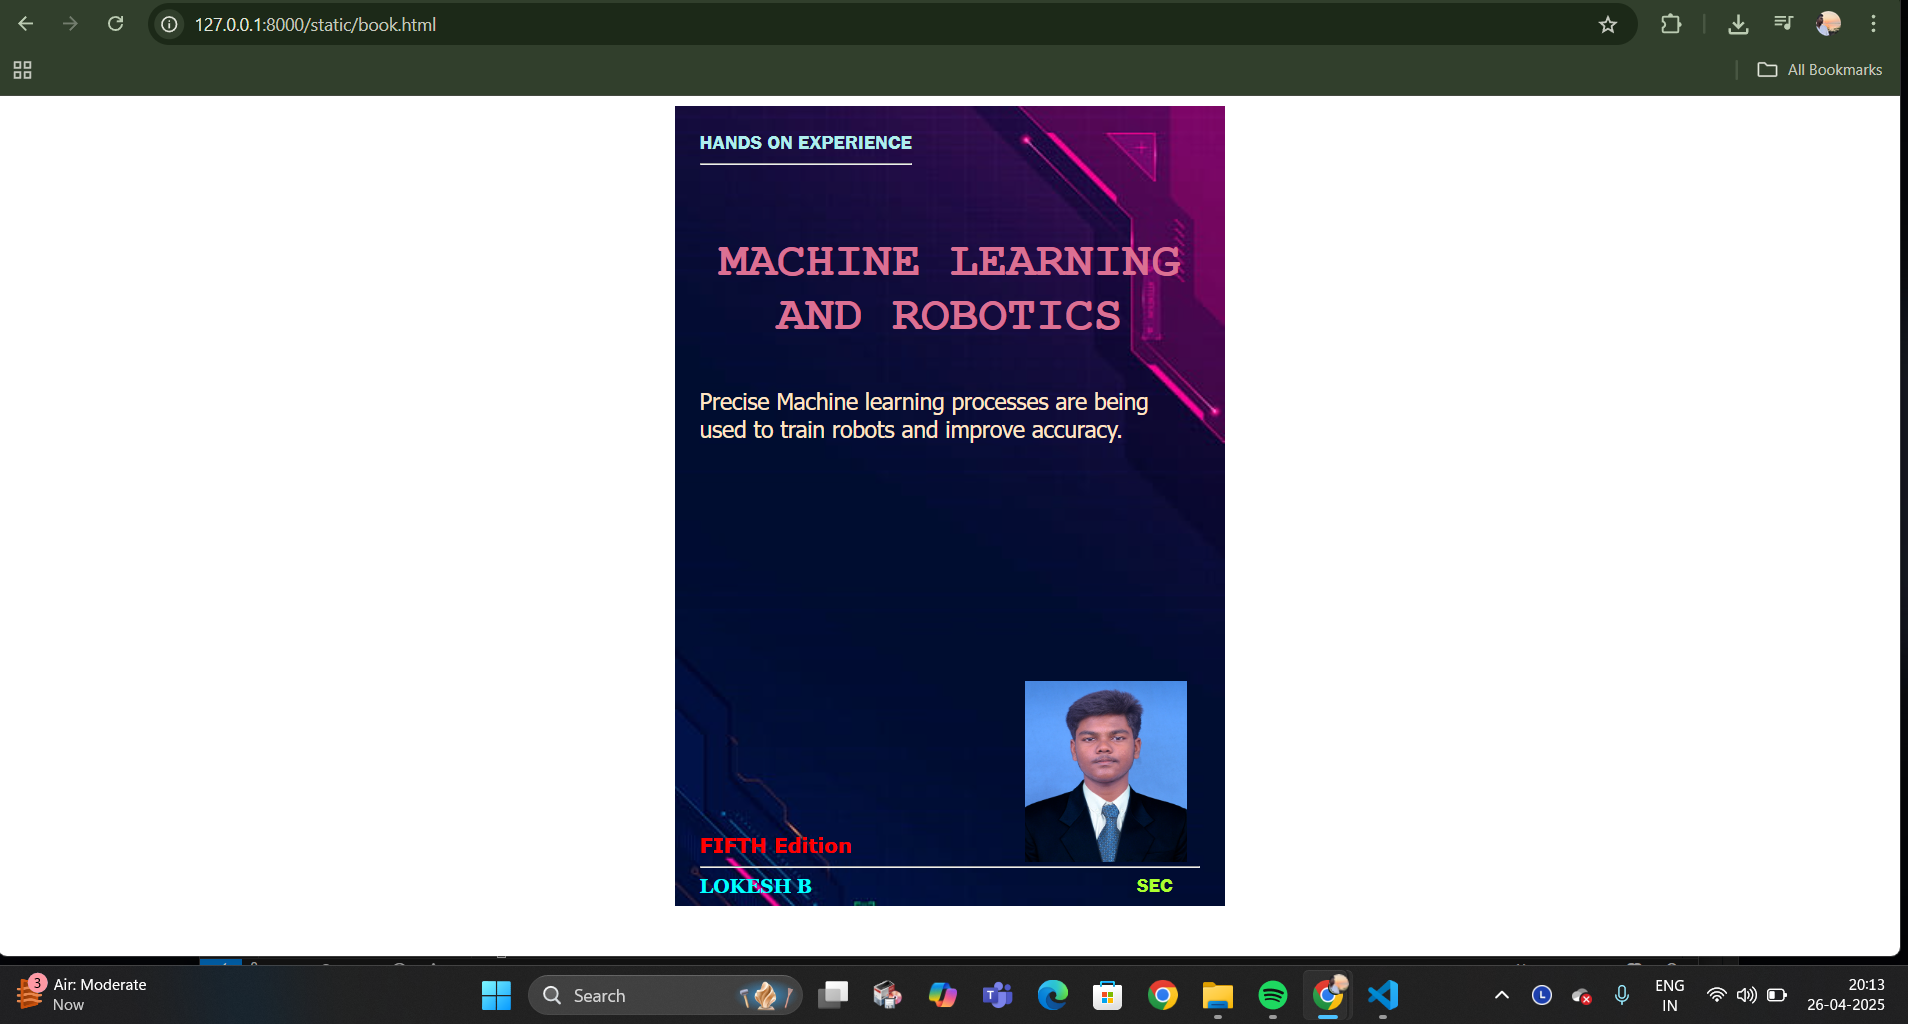 127.0.0.1:8000/static/book.html
All Bookmarks
HANDS ON EXPERIENCE
MACHINE LEARNING
AND ROBOTICS
Precise Machine learning processes are being
used to train robots and improve accuracy.
FIFTH Edition
LOKESH B
SEC
3
Air: Moderate
Now
Search
L
ENG
IN
20:13
26-04-2025